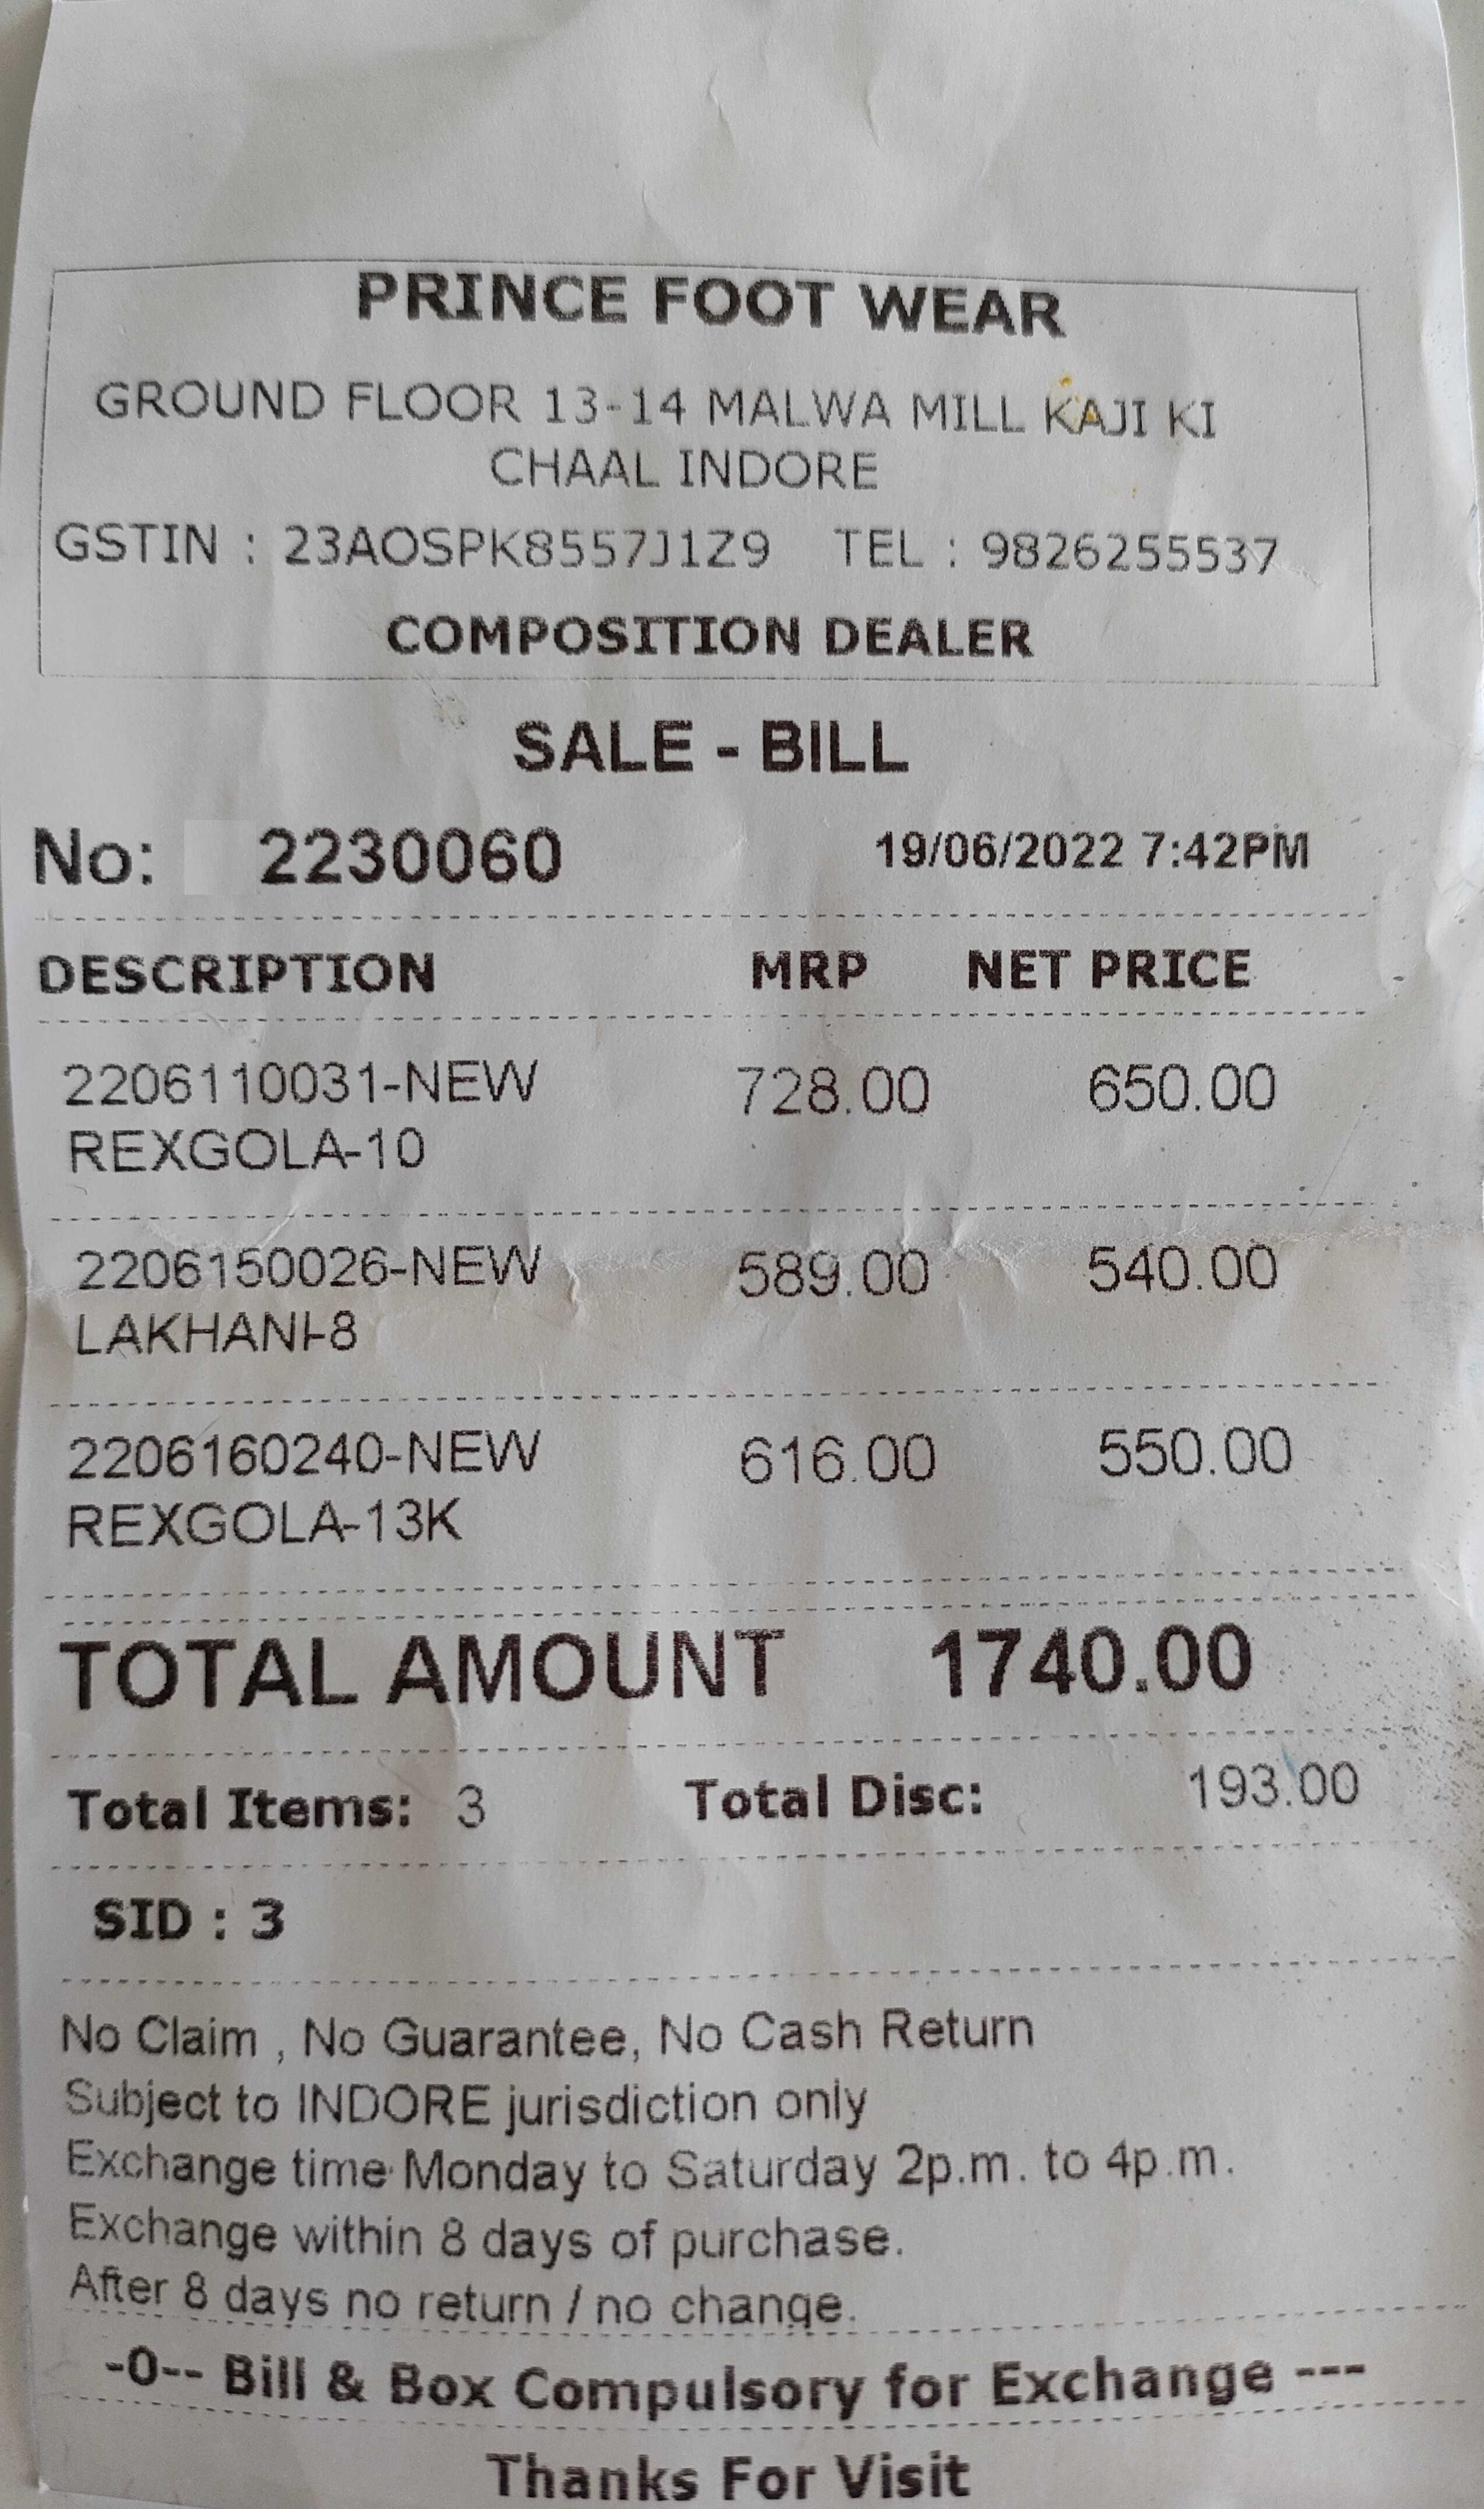 PRINCE FOOT WEAR
GROUND FLOOR 13-14 MALWA MILL KAJI KI
CHAAL INDORE
GSTIN : 23AOSPK8557J1Z9 TEL : 9826255537
COMPOSITION DEALER
SALE - BILL
No: 2230060 19/06/2022 7:42PM
DESCRIPTION MRP NET PRICE
2206110031-NEW 728.00 650.00
REXGOLA-10
2206150026-NEW 589.00 540.00
LAKHANI-8
2206160240-NEW 616.00 550.00
REXGOLA-13K
TOTAL AMOUNT 1740.00
Total Items: 3 Total Disc: 193.00
SID : 3
No Claim , No Guarantee, No Cash Return
Subject to INDORE jurisdiction only
Exchange time Monday to Saturday 2p.m. to 4p.m.
Exchange within 8 days of purchase.
After 8 days no return / no change.
-0-- Bill & Box Compulsory for Exchange ---
Thanks For Visit